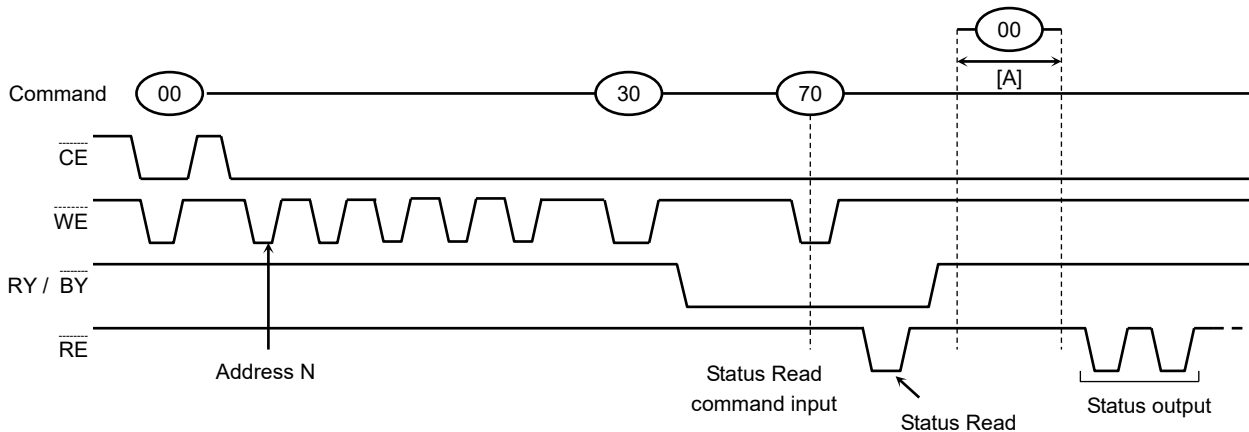 00
[A]
Command 00 30 70
CE
WE
RY / BY
RE
Address N
Status Read
command input
Status Read
Status output